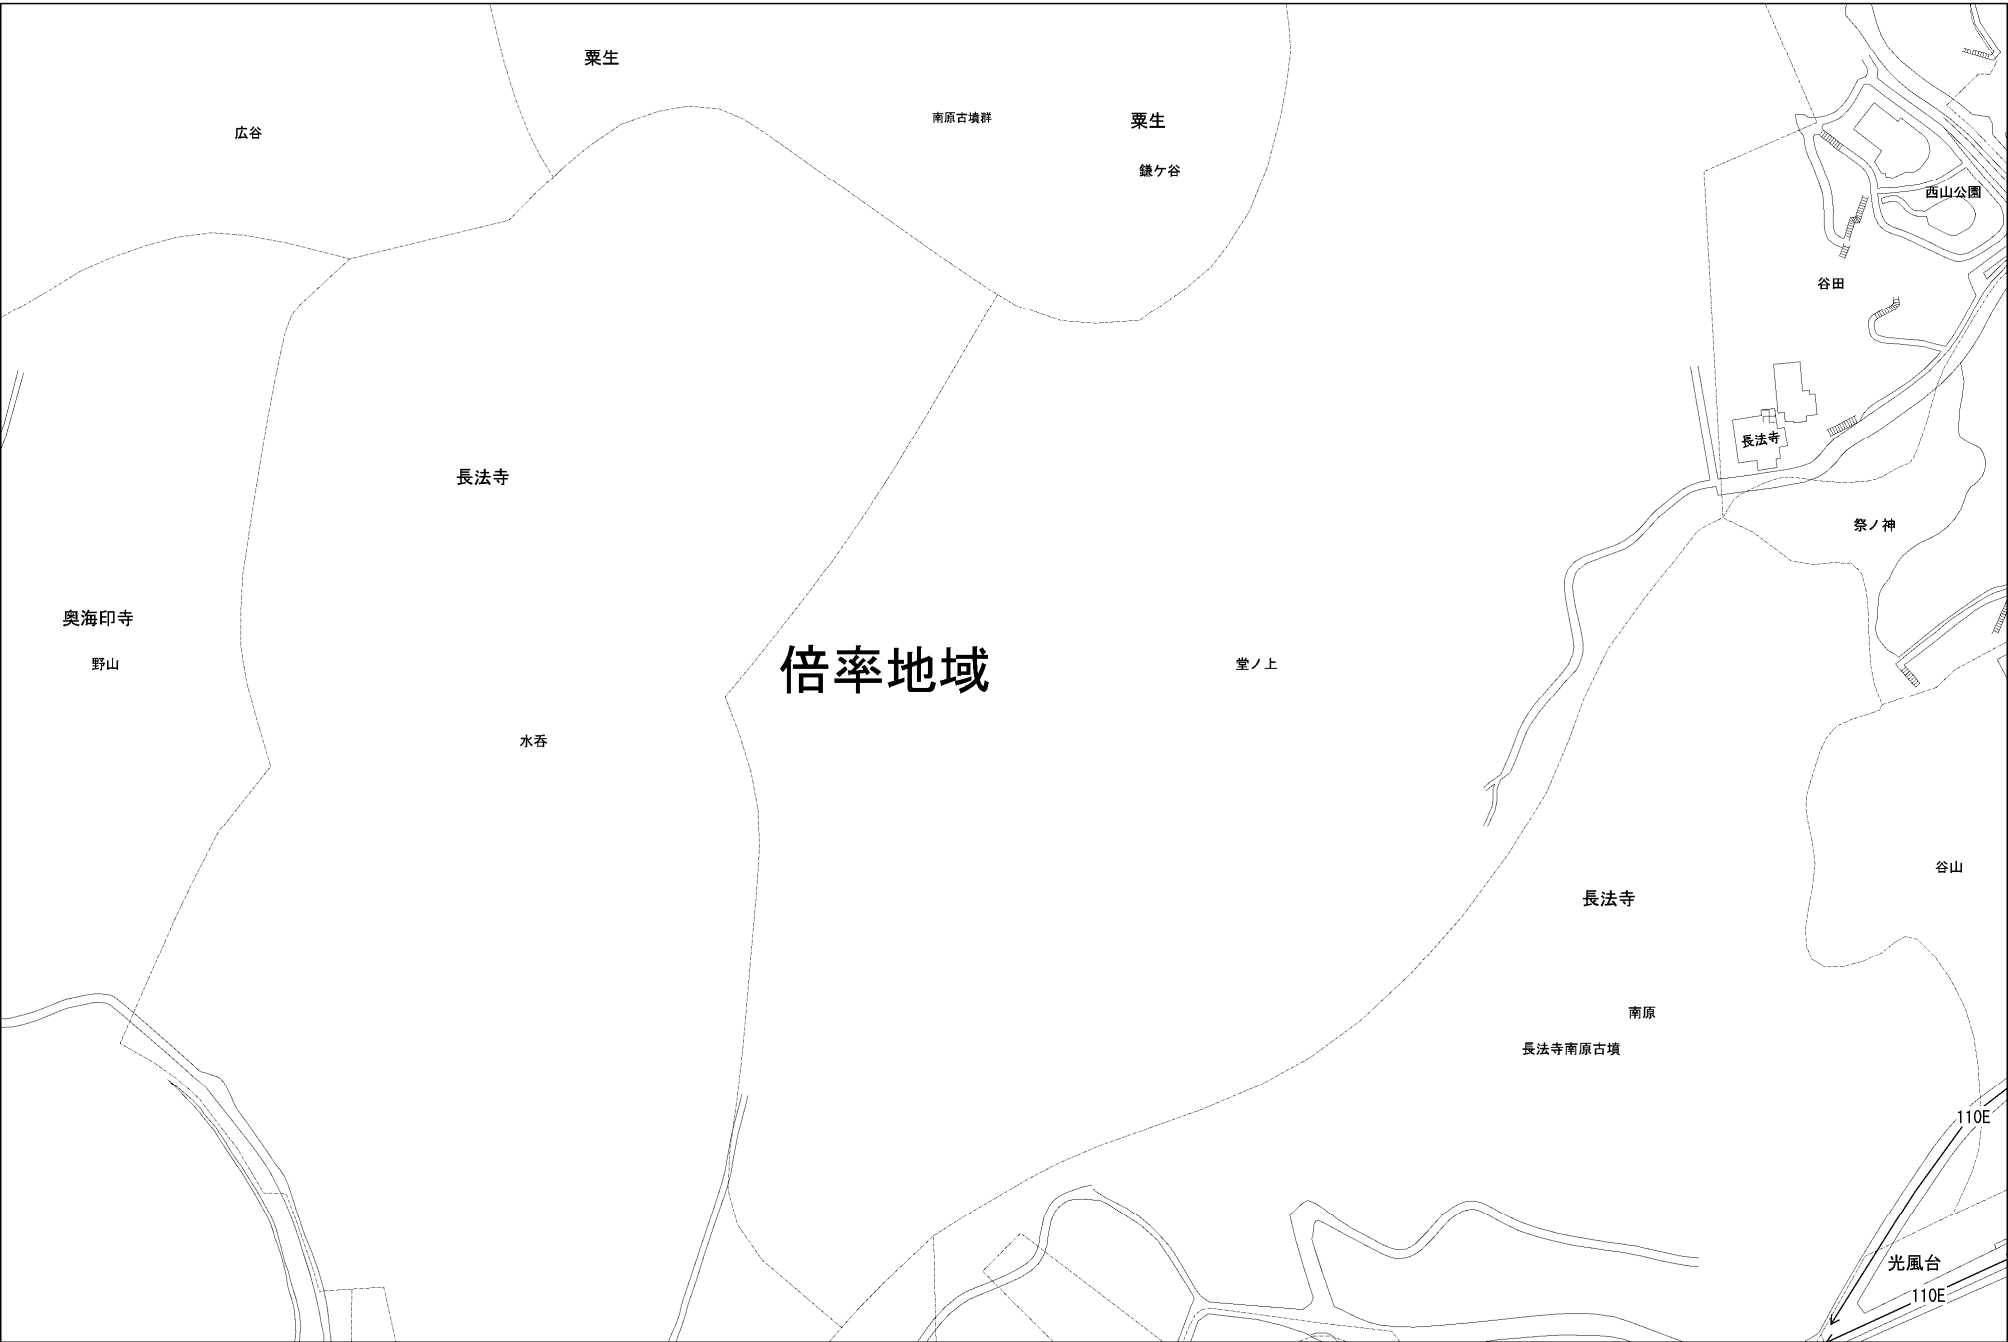 粟生
南原古墳群
粟生
広谷
鎌ケ谷
西山公園
谷田
長法寺
長法寺
祭ノ神
奥海印寺
野山
倍率地域
堂ノ上
水呑
谷山
長法寺
南原
長法寺南原古墳
110E
光風台
110E